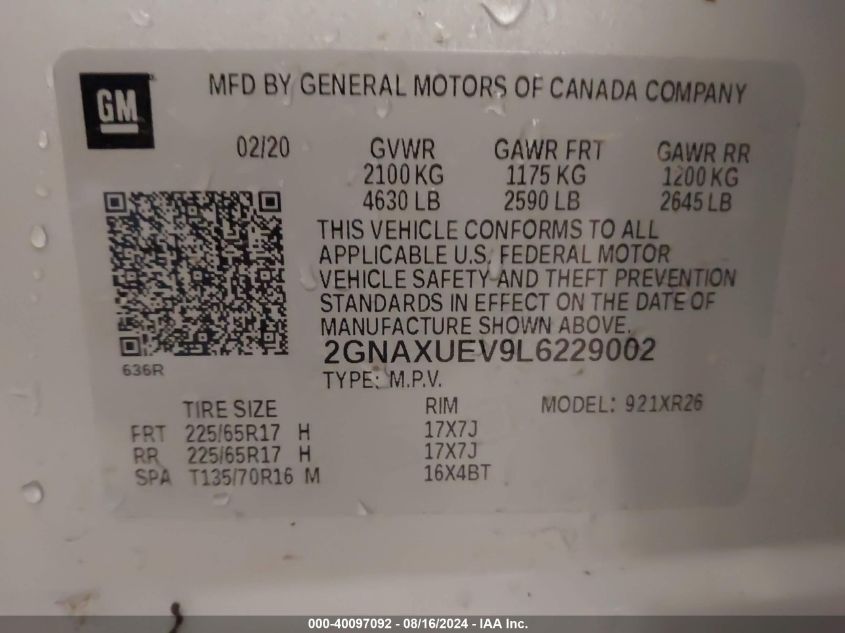 GM
MFD BY GENERAL MOTORS OF CANADA COMPANY
02/20 GVWR GAWR FRT GAWR RR
2100 KG 1175 KG 1200 KG
4630 LB 2590 LB 2645 LB
THIS VEHICLE CONFORMS TO ALL
APPLICABLE U.S. FEDERAL MOTOR
VEHICLE SAFETY AND THEFT PREVENTION
STANDARDS IN EFFECT ON THE DATE OF
MANUFACTURE SHOWN ABOVE.
2GNAXUEV9L6229002
636R
TYPE: M.P.V.
TIRE SIZE RIM MODEL: 921XR26
FRT 225/65R17 H 17X7J
RR 225/65R17 H 17X7J
SPA T135/70R16 M 16X4BT
000-40097092 - 08/16/2024 - IAA Inc.